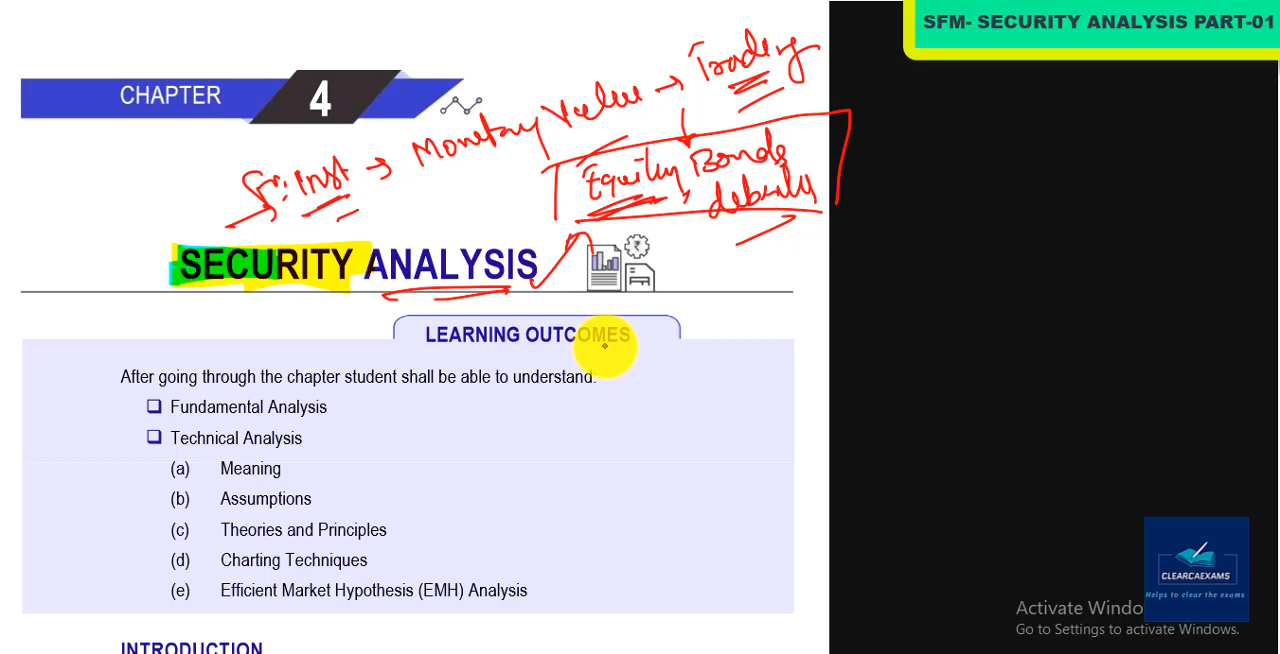 SFM- SECURITY ANALYSIS PART-01
CHAPTER 4
Fin: Inst → Monetary Value → Trading
Equity, Bonds,
SECURITY ANALYSIS
LEARNING OUTCOMES
After going through the chapter student shall be able to understand:
❑ Fundamental Analysis
❑ Technical Analysis
(a) Meaning
(b) Assumptions
(c) Theories and Principles
(d) Charting Techniques
(e) Efficient Market Hypothesis (EMH) Analysis
INTRODUCTION
CLEARCAEXAMS
Helps to clear the exams
Activate Windo
Go to Settings to activate Windows.